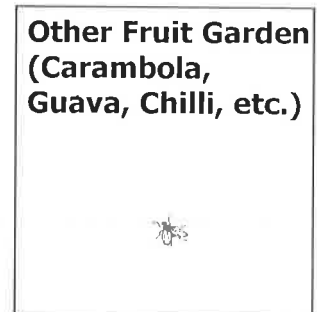 Other Fruit Garden
(Carambola,
Guava, Chilli, etc.)